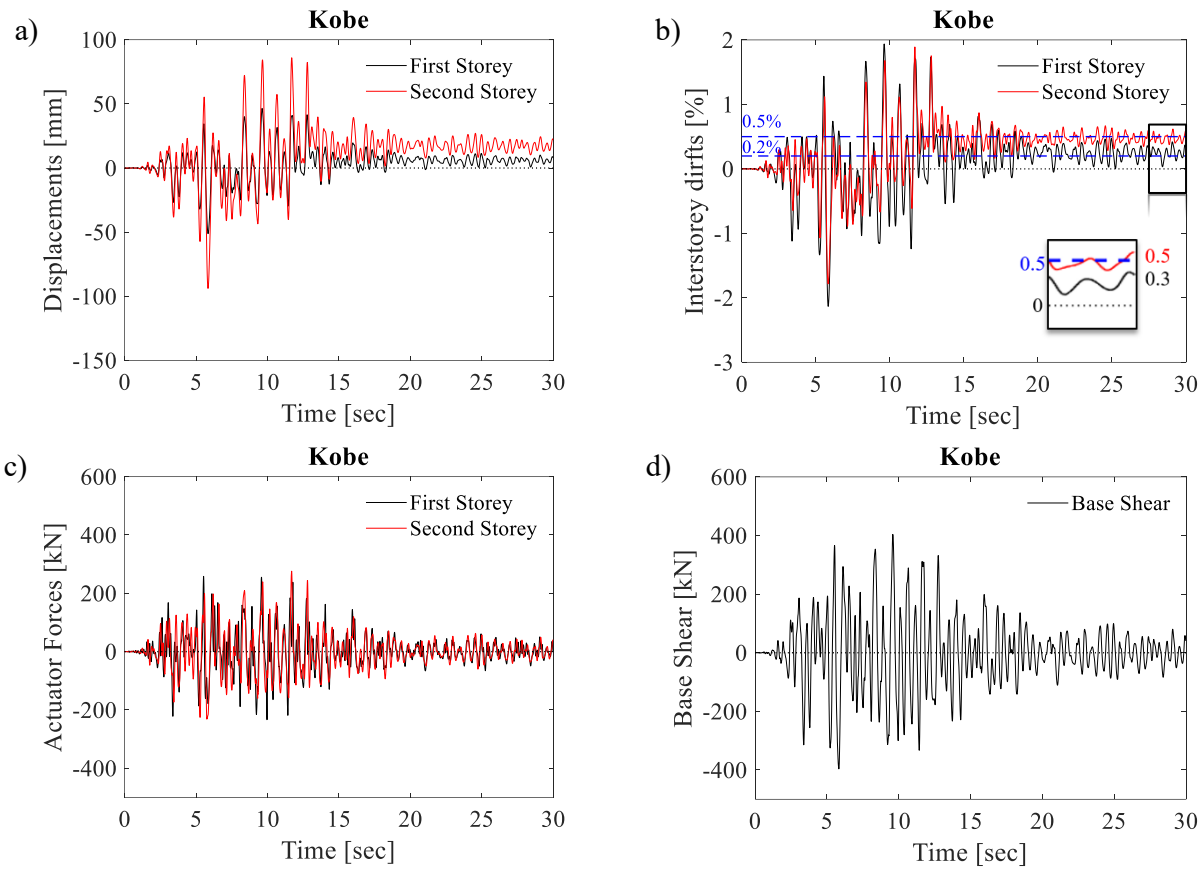 a)
Kobe
Displacements [mm]
100
50
0
-50
-100
-150
First Storey
Second Storey
0 5 10 15 20 25 30
Time [sec]
b)
Kobe
Interstorey dirfts [%]
2
1
0
-1
-2
-3
First Storey
Second Storey
0.5%
0.2%
0.5
0
0.5
0.3
0 5 10 15 20 25 30
Time [sec]
c)
Kobe
Actuator Forces [kN]
600
400
200
0
-200
-400
First Storey
Second Storey
0 5 10 15 20 25 30
Time [sec]
d)
Kobe
Base Shear [kN]
600
400
200
0
-200
-400
Base Shear
0 5 10 15 20 25 30
Time [sec]